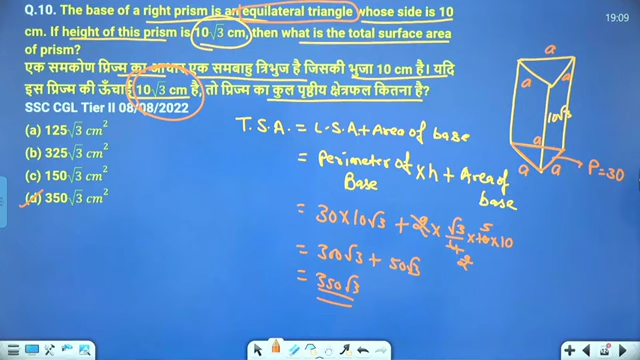 Q.10. The base of a right prism is an equilateral triangle whose side is 10
19:09
cm. If height of this prism is 10√3 cm, then what is the total surface area
of prism?
एक समकोण प्रिज्म का आधार एक समबाहु त्रिभुज है जिसकी भुजा 10 cm है। यदि
इस प्रिज्म की ऊँचाई 10√3 cm है, तो प्रिज्म का कुल पृष्ठीय क्षेत्रफल कितना है?
SSC CGL Tier II 08/08/2022
(a) 125√3 cm²
(b) 325√3 cm²
(c) 150√3 cm²
(d) 350√3 cm²
T.S.A. = L.S.A + Area of base
= Perimeter of Base × h + Area of base
= 30 × 10√3 + 2 × √3/4 × 10 × 10
5
2
= 300√3 + 50√3
= 350√3
a
a
a
10√3
a
a
a
P=30